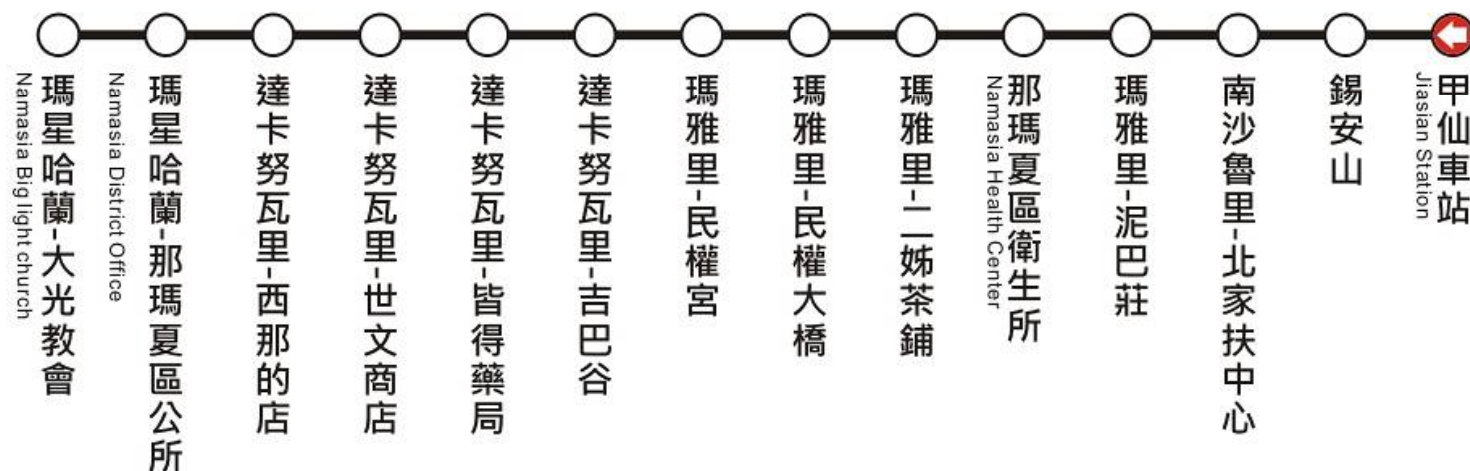 甲仙車站
Jiasian Station
錫安山
南沙魯里-北家扶中心
瑪雅里-泥巴莊
那瑪夏區衛生所
Namasia Health Center
瑪雅里-二姊茶鋪
瑪雅里-民權大橋
瑪雅里-民權宮
達卡努瓦里-吉巴谷
達卡努瓦里-皆得藥局
達卡努瓦里-世文商店
達卡努瓦里-西那的店
瑪星哈蘭-那瑪夏區公所
Namasia District Office
瑪星哈蘭-大光教會
Namasia Big light church